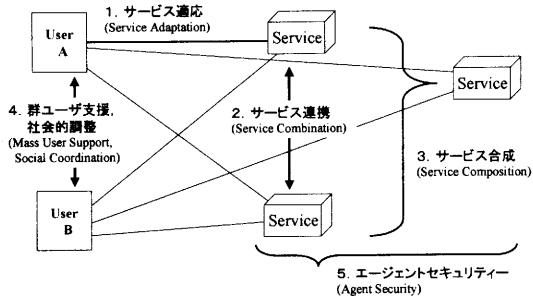 1. サービス適応
(Service Adaptation)
User
A
Service
Service
4. 群ユーザ支援,
社会的調整
(Mass User Support,
Social Coordination)
2. サービス連携
(Service Combination)
3. サービス合成
(Service Composition)
User
B
Service
5. エージェントセキュリティー
(Agent Security)